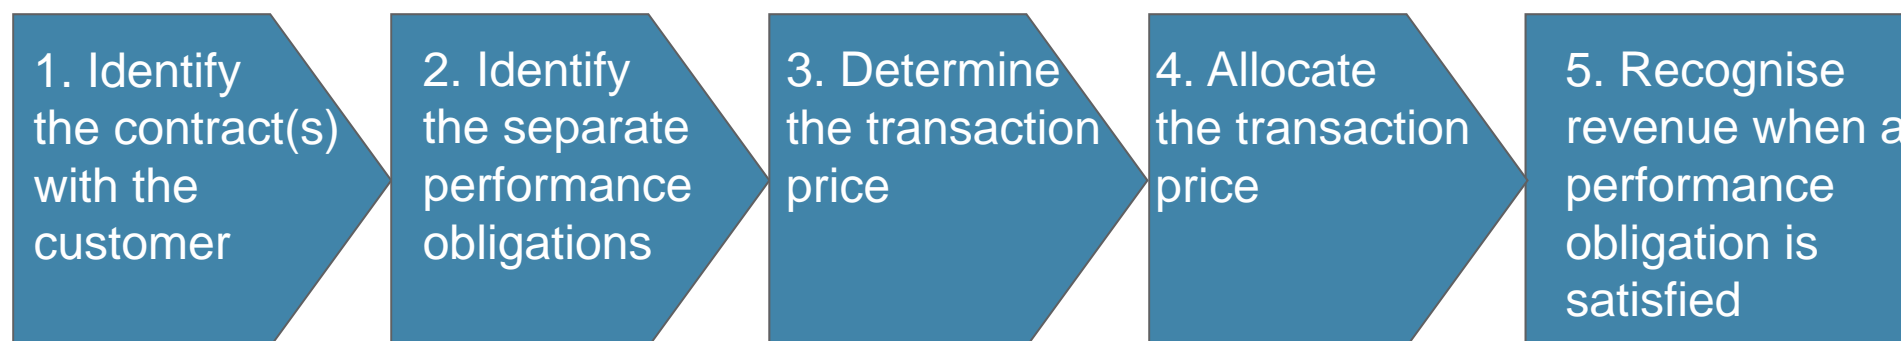 1. Identify
the contract(s)
with the
customer
2. Identify
the separate
performance
obligations
3. Determine
the transaction
price
4. Allocate
the transaction
price
5. Recognise
revenue when a
performance
obligation is
satisfied